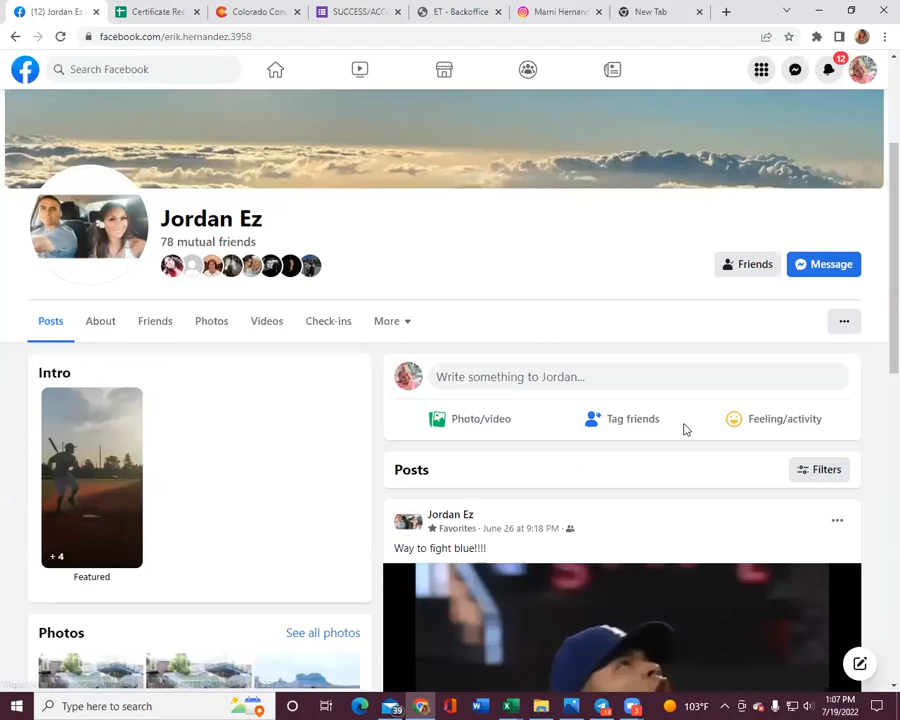 (12) Jordan Ez
Certificate Req
Colorado Conc
SUCCESS/ACC
ET - Backoffice
Marni Hernan
New Tab
facebook.com/erik.hernandez.3958
Search Facebook
12
Jordan Ez
78 mutual friends
Friends
Message
Posts
About
Friends
Photos
Videos
Check-ins
More
Intro
Write something to Jordan...
Photo/video
Tag friends
Feeling/activity
Posts
Filters
Jordan Ez
Favorites · June 26 at 9:18 PM ·
Way to fight blue!!!!
+ 4
Featured
Photos
See all photos
Type here to search
39
103°F
1:07 PM
7/19/2022